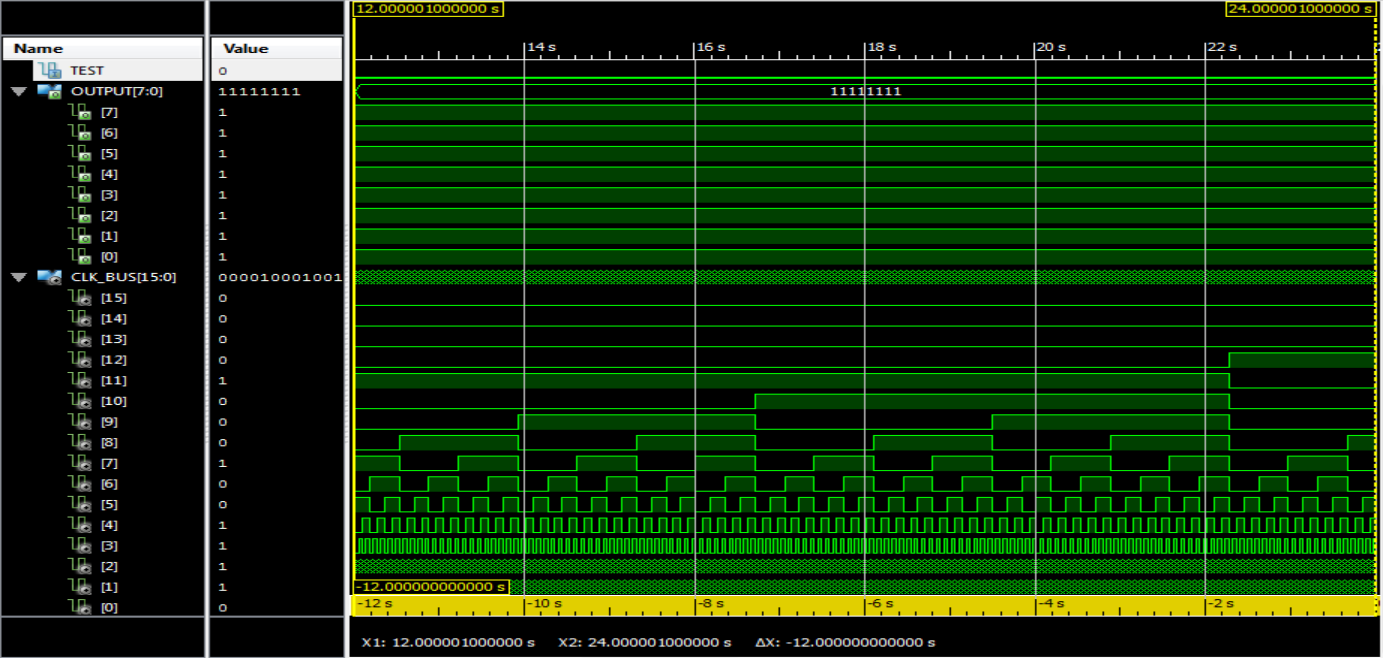 12.000001000000 s 24.000001000000 s
14 s 16 s 18 s 20 s 22 s
Name Value
TEST 0
OUTPUT[7:0] 11111111 11111111
[7] 1
[6] 1
[5] 1
[4] 1
[3] 1
[2] 1
[1] 1
[0] 1
CLK_BUS[15:0] 000010001001
[15] 0
[14] 0
[13] 0
[12] 0
[11] 1
[10] 0
[9] 0
[8] 0
[7] 1
[6] 0
[5] 0
[4] 1
[3] 1
[2] 1
[1] 1 -12.000000000000 s
[0] 0 -12 s -10 s -8 s -6 s -4 s -2 s
X1: 12.000001000000 s X2: 24.000001000000 s ΔX: -12.000000000000 s